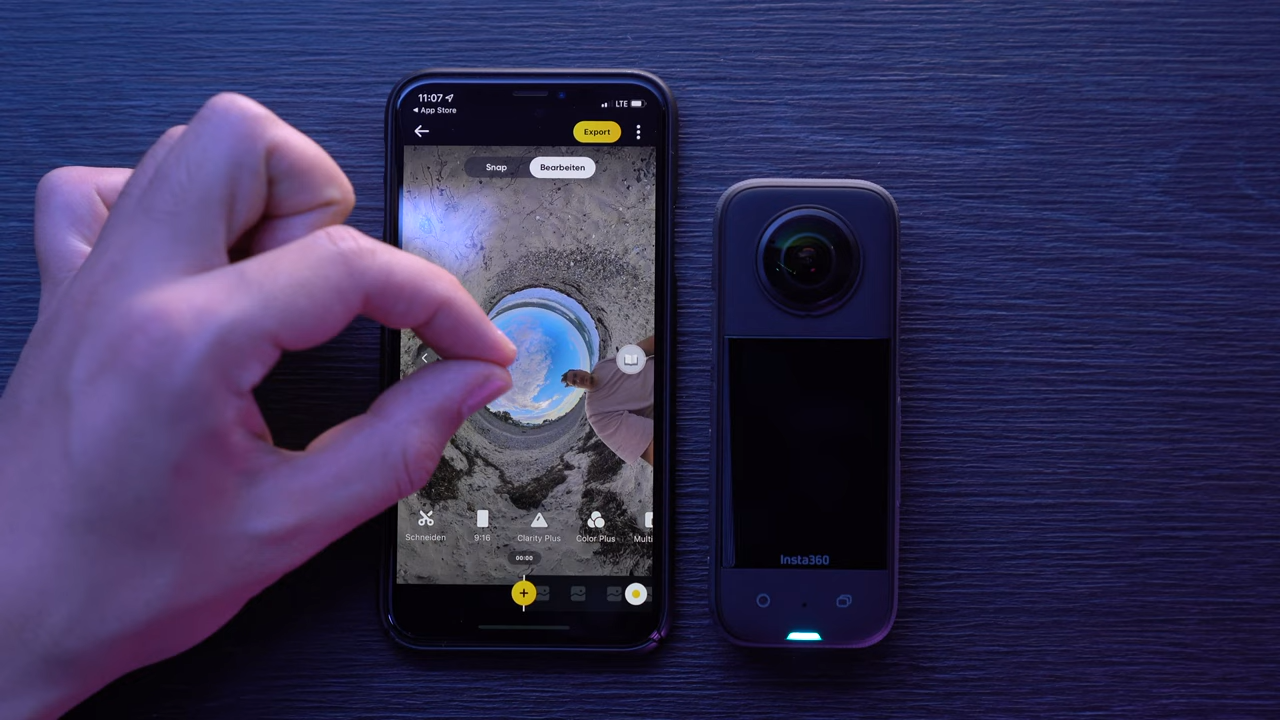 11:07
LTE
App Store
Export
Snap
Bearbeiten
Schneiden
9:16
Clarity Plus
Color Plus
Multi
00:00
Insta360